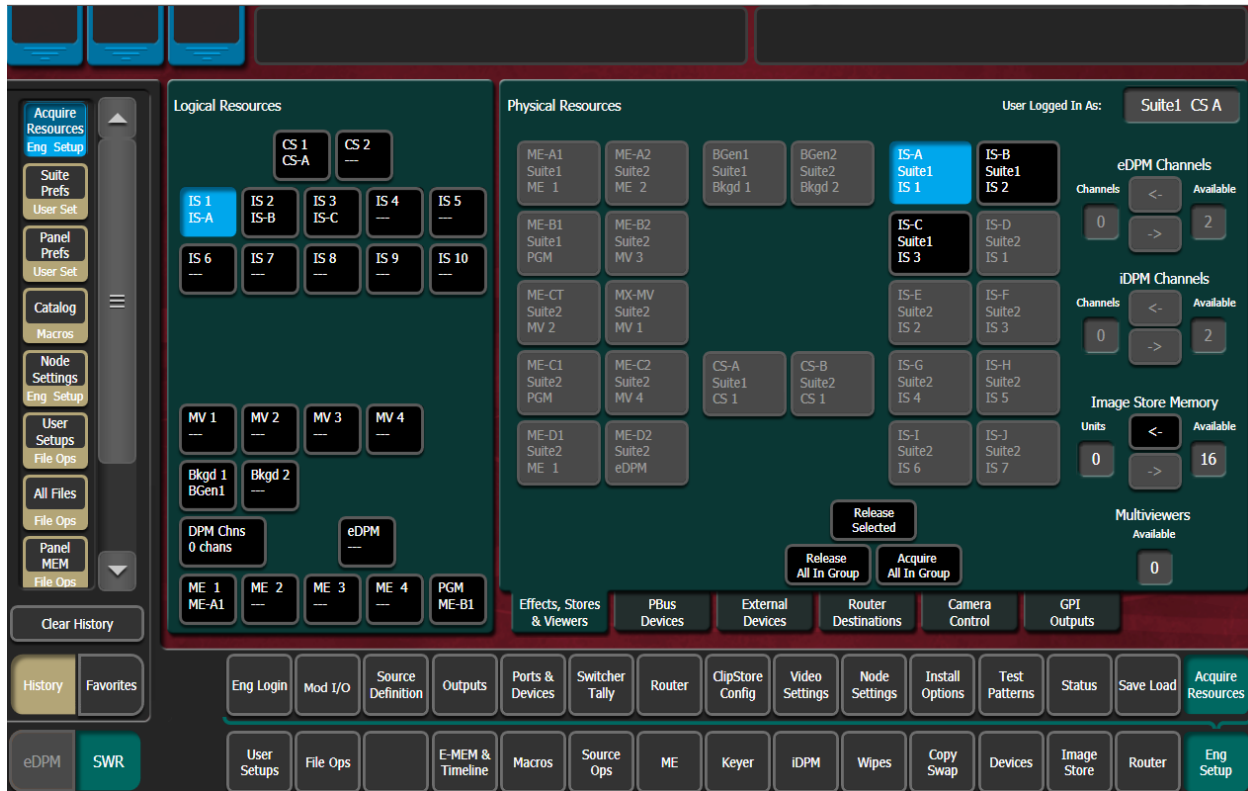 Acquire
Resources
Eng Setup
Suite
Prefs
User Set
Panel
Prefs
User Set
Catalog
Macros
Node
Settings
Eng Setup
User
Setups
File Ops
All Files
File Ops
Panel
MEM
File Ops
Clear History
History
Favorites
eDPM
SWR
Logical Resources
CS 1
CS-A
CS 2
---
IS 1
IS-A
IS 2
IS-B
IS 3
IS-C
IS 4
---
IS 5
---
IS 6
---
IS 7
---
IS 8
---
IS 9
---
IS 10
---
MV 1
---
MV 2
---
MV 3
---
MV 4
---
Bkgd 1
BGen1
Bkgd 2
---
DPM Chns
0 chans
eDPM
---
ME 1
ME-A1
ME 2
---
ME 3
---
ME 4
---
PGM
ME-B1
Physical Resources
User Logged In As:
Suite1 CS A
ME-A1
Suite1
ME 1
ME-A2
Suite2
ME 2
BGen1
Suite1
Bkgd 1
BGen2
Suite2
Bkgd 2
IS-A
Suite1
IS 1
IS-B
Suite1
IS 2
ME-B1
Suite1
PGM
ME-B2
Suite2
MV 3
IS-C
Suite1
IS 3
IS-D
Suite2
IS 1
ME-CT
Suite2
MV 2
MX-MV
Suite2
MV 1
IS-E
Suite2
IS 2
IS-F
Suite2
IS 3
ME-C1
Suite2
PGM
ME-C2
Suite2
MV 4
CS-A
Suite1
CS 1
CS-B
Suite2
CS 1
IS-G
Suite2
IS 4
IS-H
Suite2
IS 5
ME-D1
Suite2
ME 1
ME-D2
Suite2
eDPM
IS-I
Suite2
IS 6
IS-J
Suite2
IS 7
eDPM Channels
Channels
<-
Available
0
->
2
iDPM Channels
Channels
<-
Available
0
->
2
Image Store Memory
Units
<-
Available
0
->
16
Multiviewers
Available
0
Release
Selected
Release
All In Group
Acquire
All In Group
Effects, Stores
& Viewers
PBus
Devices
External
Devices
Router
Destinations
Camera
Control
GPI
Outputs
Eng Login
Mod I/O
Source
Definition
Outputs
Ports &
Devices
Switcher
Tally
Router
ClipStore
Config
Video
Settings
Node
Settings
Install
Options
Test
Patterns
Status
Save Load
Acquire
Resources
User
Setups
File Ops
E-MEM &
Timeline
Macros
Source
Ops
ME
Keyer
iDPM
Wipes
Copy
Swap
Devices
Image
Store
Router
Eng
Setup